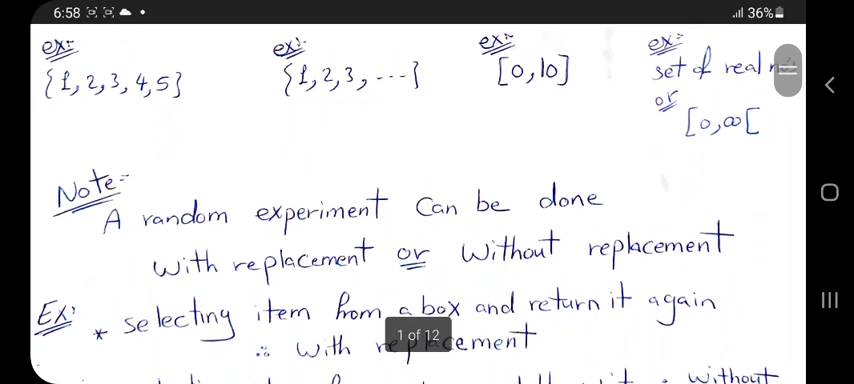 6:58
36%
ex:-
{1,2,3,4,5}
ex:-
{1,2,3,...}
ex:-
[0,10]
ex:-
set of real
or
[0,∞[
Note:-
A random experiment can be done
with replacement or without replacement
Ex:
* selecting item from a box and return it again
1 of 12
∴ with replacement
without